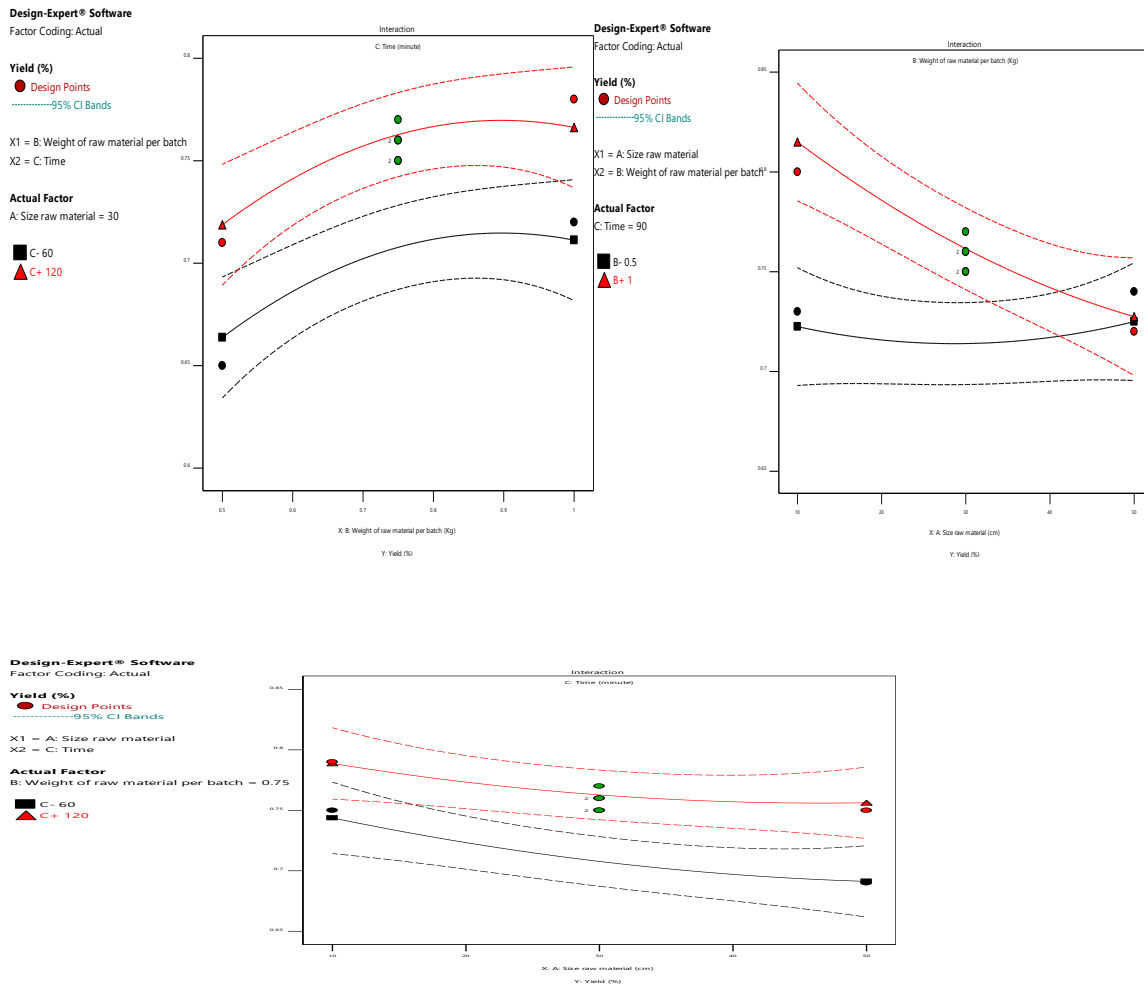 Design-Expert® Software
Factor Coding: Actual
Yield (%)
Design Points
95% CI Bands
X1 = B: Weight of raw material per batch
X2 = C: Time
Actual Factor
A: Size raw material = 30
C- 60
C+ 120
Interaction
C: Time (minute)
0.8
0.75
0.7
0.65
0.6
2
2
0.5 0.6 0.7 0.8 0.9 1
X: B: Weight of raw material per batch (Kg)
Y: Yield (%)
Design-Expert® Software
Factor Coding: Actual
Yield (%)
Design Points
95% CI Bands
X1 = A: Size raw material
X2 = B: Weight of raw material per batch
Actual Factor
C: Time = 90
B- 0.5
B+ 1
Interaction
B: Weight of raw material per batch (Kg)
0.85
0.8
0.75
0.7
0.65
2
2
10 20 30 40 50
X: A: Size raw material (cm)
Y: Yield (%)
Design-Expert® Software
Factor Coding: Actual
Yield (%)
Design Points
95% CI Bands
X1 = A: Size raw material
X2 = C: Time
Actual Factor
B: Weight of raw material per batch = 0.75
C- 60
C+ 120
Interaction
C: Time (minute)
0.85
0.8
0.75
0.7
0.65
2
2
10 20 30 40 50
X: A: Size raw material (cm)
Y: Yield (%)